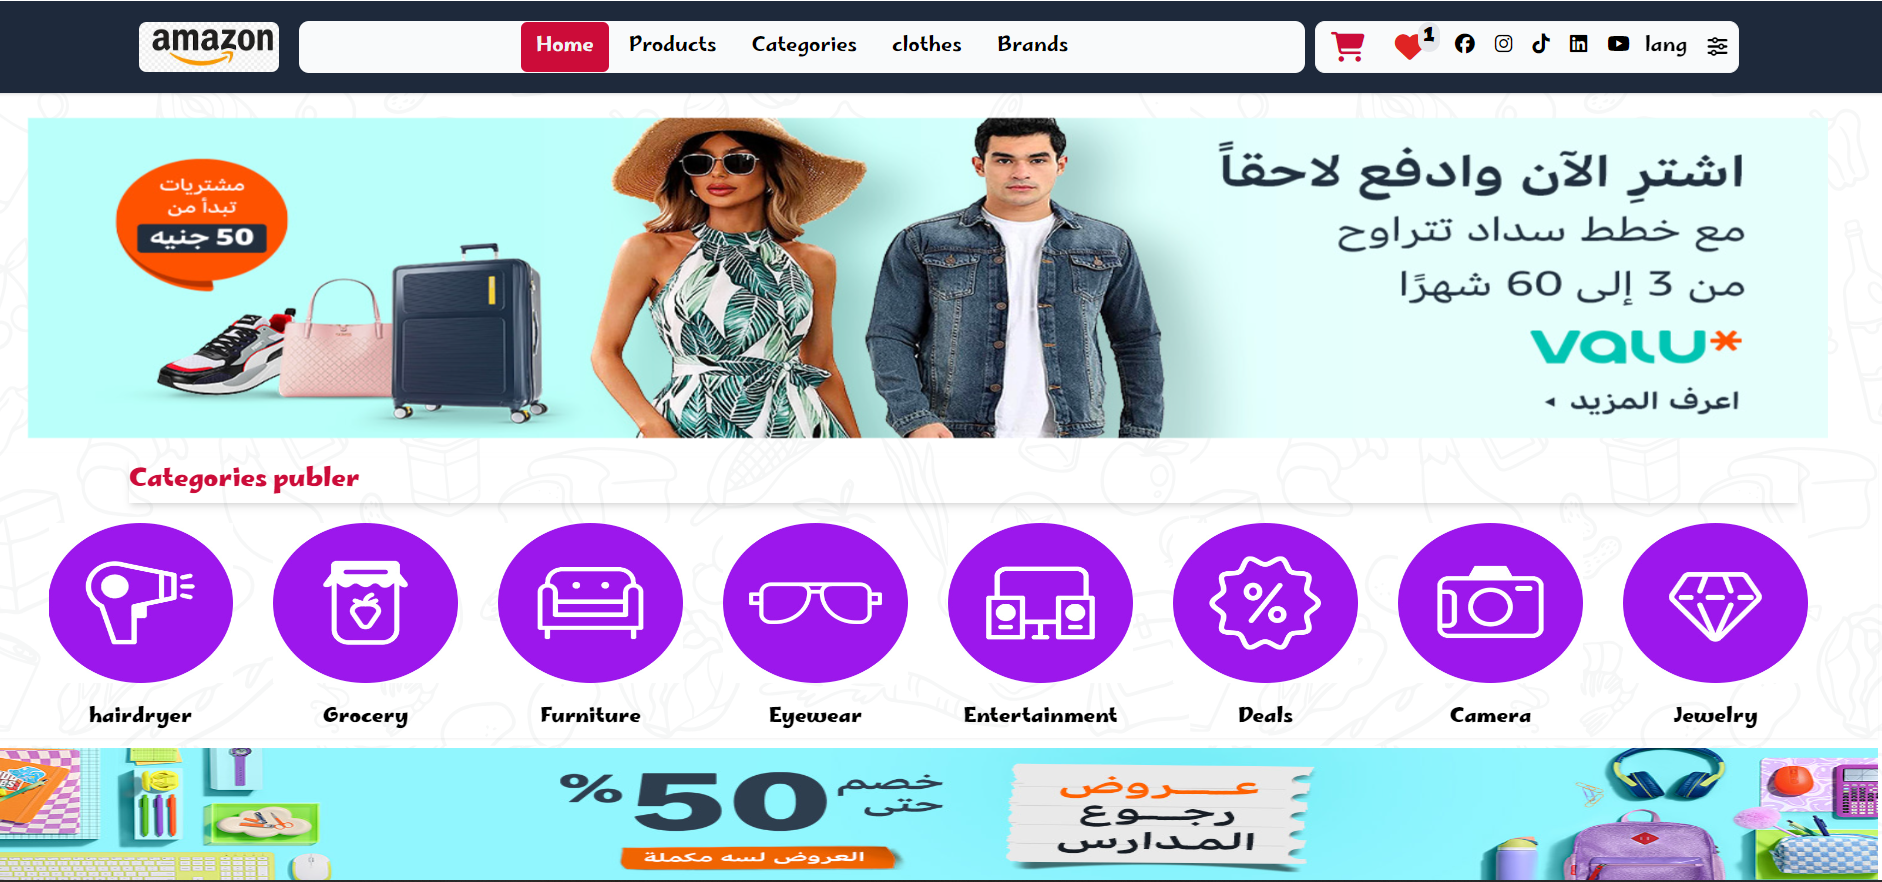 amazon
Home
Products
Categories
clothes
Brands
1
lang
اشترِ الآن وادفع لاحقاً
مع خطط سداد تتراوح
من 3 إلى 60 شهرًا
valu
اعرف المزيد
مشتريات
تبدأ من
50 جنيه
Categories publer
hairdryer
Grocery
Furniture
Eyewear
Entertainment
Deals
Camera
Jewelry
عـــروض
رجـــوع
المدارس
خصم
حتى
%50
العروض لسه مكملة